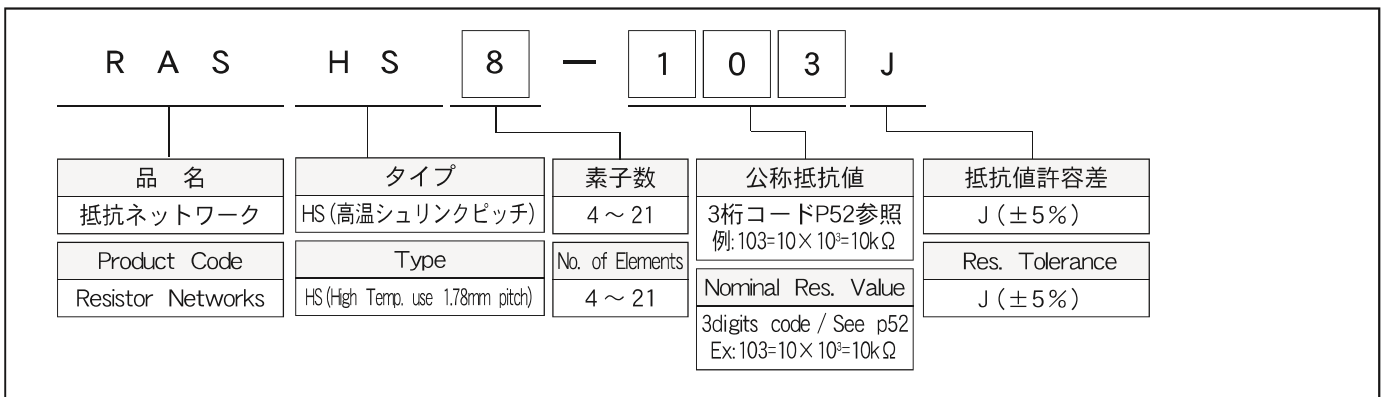 R A S H S 8 － 1 0 3 J
品 名
抵抗ネットワーク
Product Code
Resistor Networks
タイプ
HS(高温シュリンクピッチ)
Type
HS(High Temp. use 1.78mm pitch)
素子数
4～21
No. of Elements
4～21
公称抵抗値
3桁コードP52参照
例:103=10×10³=10kΩ
Nominal Res. Value
3digits code / See p52
Ex:103=10×10³=10kΩ
抵抗値許容差
J(±5%)
Res. Tolerance
J(±5%)